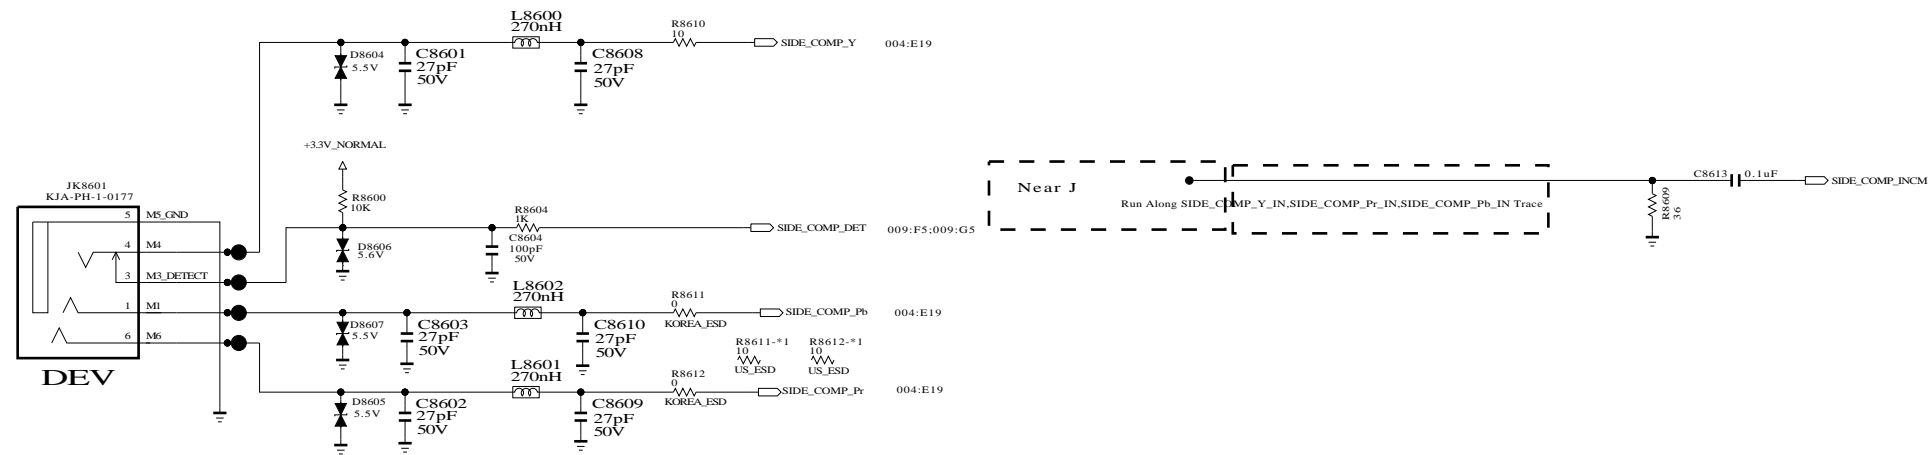 L8600
270nH
R8610
10
SIDE_COMP_Y
004:E19
D8604
5.5V
C8601
27pF
50V
C8608
27pF
50V
+3.3V_NORMAL
R8600
10K
JK8601
KJA-PH-1-0177
5
M5_GND
4
M4
3
M3_DETECT
1
M1
6
M6
DEV
D8606
5.6V
R8604
1K
C8604
100pF
50V
SIDE_COMP_DET
009:F5;009:G5
L8602
270nH
R8611
0
KOREA_ESD
SIDE_COMP_Pb
004:E19
D8607
5.5V
C8603
27pF
50V
C8610
27pF
50V
R8611-*1
10
US_ESD
R8612-*1
10
US_ESD
L8601
270nH
R8612
0
KOREA_ESD
SIDE_COMP_Pr
004:E19
D8605
5.5V
C8602
27pF
50V
C8609
27pF
50V
Near J
Run Along SIDE_COMP_Y_IN,SIDE_COMP_Pr_IN,SIDE_COMP_Pb_IN Trace
R8609
36
C8613
0.1uF
SIDE_COMP_INCM